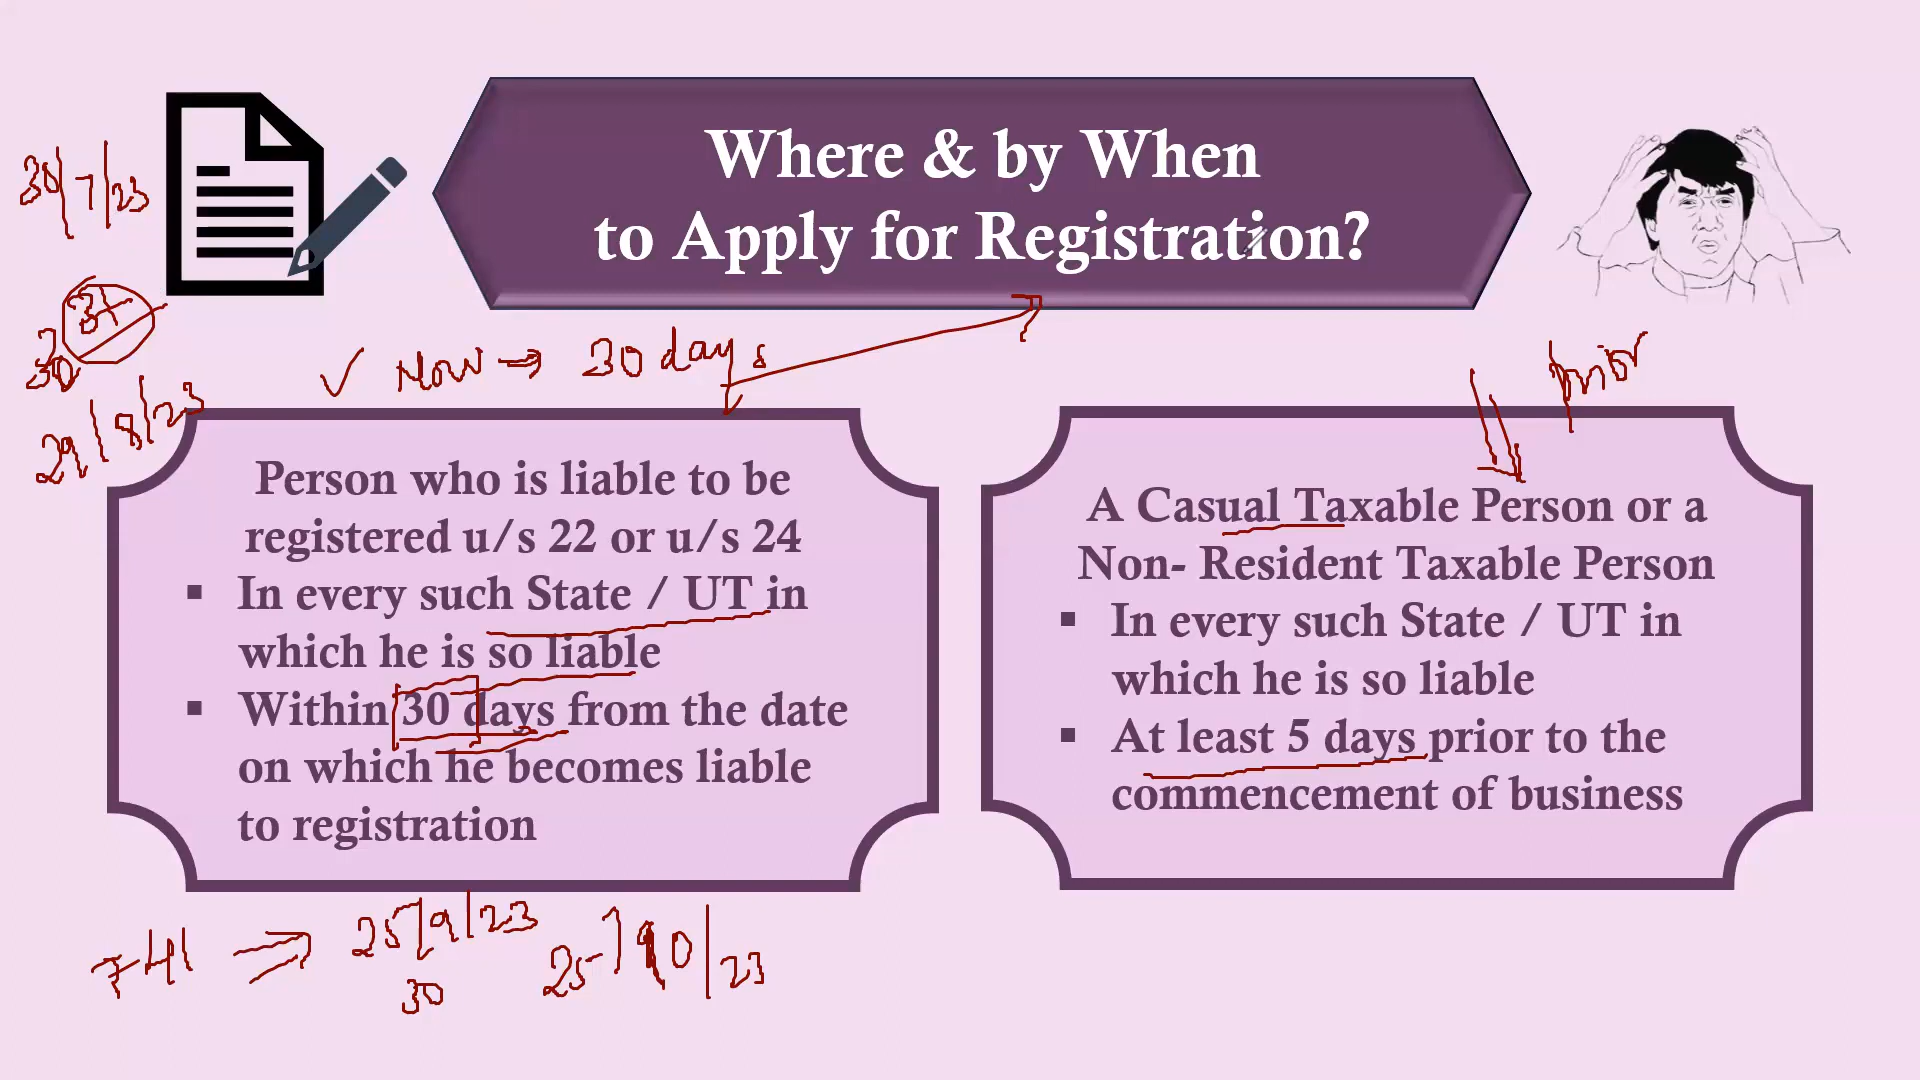 Where & by When
to Apply for Registration?
30/7/23
31
30
29/8/23
✓ Now → 30 days
prior
Person who is liable to be
registered u/s 22 or u/s 24
▪ In every such State / UT in
which he is so liable
▪ Within 30 days from the date
on which he becomes liable
to registration
A Casual Taxable Person or a
Non- Resident Taxable Person
▪ In every such State / UT in
which he is so liable
▪ At least 5 days prior to the
commencement of business
25/9/23
30
25/10/23